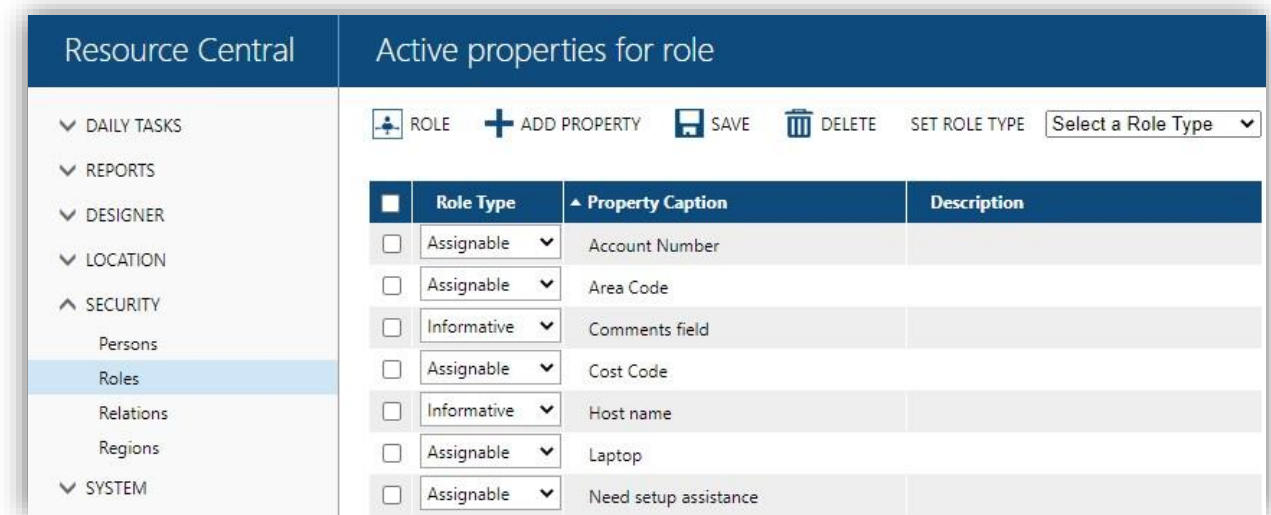 Resource Central
Active properties for role
DAILY TASKS
REPORTS
DESIGNER
LOCATION
SECURITY
Persons
Roles
Relations
Regions
SYSTEM
ROLE ADD PROPERTY SAVE DELETE SET ROLE TYPE Select a Role Type
Role Type Property Caption Description
Assignable Account Number
Assignable Area Code
Informative Comments field
Assignable Cost Code
Informative Host name
Assignable Laptop
Assignable Need setup assistance